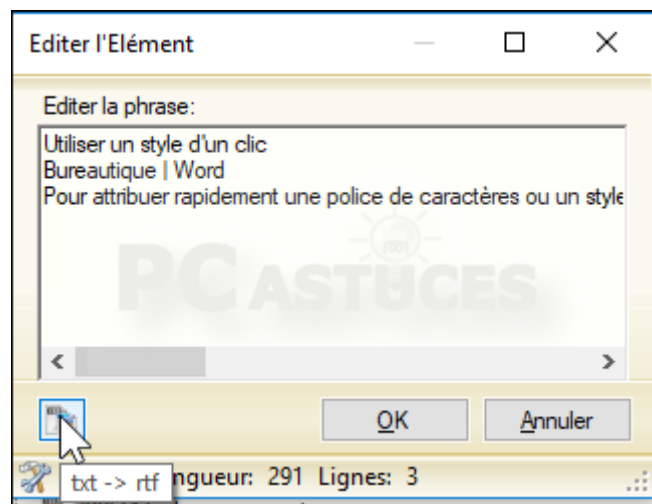 Editer l'Elément
Editer la phrase:
Utiliser un style d'un clic
Bureautique | Word
Pour attribuer rapidement une police de caractères ou un style
PC ASTUCES
OK
Annuler
txt -> rtf
ngueur: 291 Lignes: 3